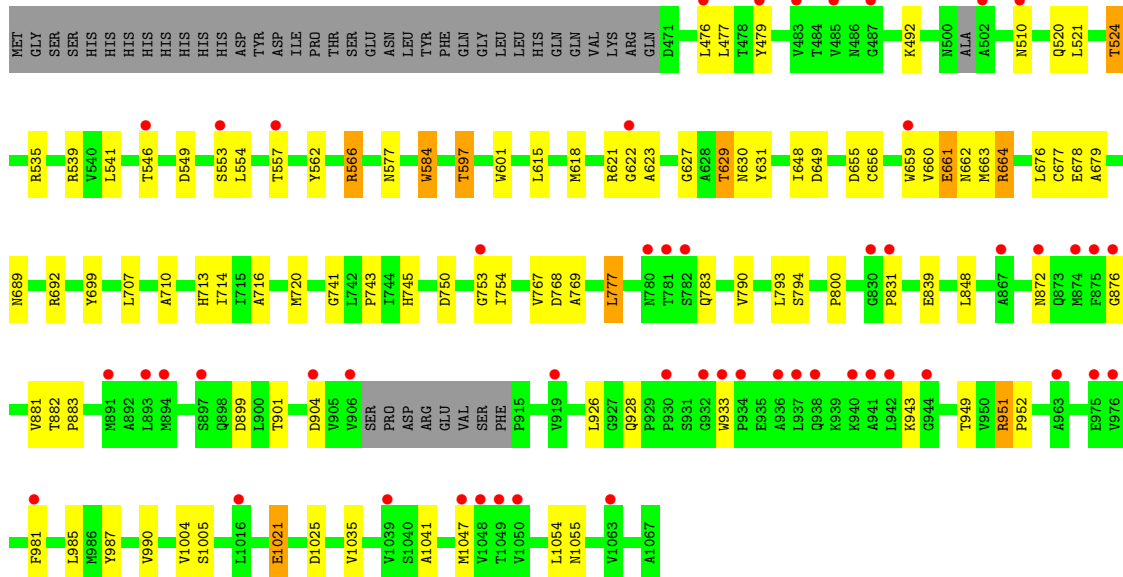 MET GLY SER SER HIS HIS HIS HIS HIS HIS HIS HIS ASP TYR ASP ILE PRO THR SER GLU ASN LEU TYR PHE GLN GLY LEU LEU HIS GLN GLN VAL LYS ARG GLN D471 L476 L477 T478 Y479 V483 T484 V485 N486 G487 K492 N500 ALA A502 N510 Q520 L521 T524
R535 R539 V540 L541 T546 D549 S553 L554 T557 Y562 R566 N577 W584 T597 W601 L615 M618 R621 G622 A623 G627 A628 T629 N630 Y631 I648 D649 D655 C656 W659 V660 E661 N662 M663 R664 L676 C677 E678 A679
N689 R692 Y699 L707 A710 H713 I714 I715 A716 M720 G741 L742 P743 I744 H745 D750 G753 I754 V767 D768 A769 L777 N780 T781 S782 Q783 V790 L793 S794 P800 G830 P831 E839 L848 A867 N872 Q873 M874 F875 G876
V881 T882 P883 M891 A892 L893 M894 S897 Q898 D899 L900 T901 D904 V905 V906 SER PRO ASP ARG GLU VAL SER PHE P915 V919 L926 G927 Q928 P929 P930 S931 G932 W933 P934 E935 A936 L937 Q938 K939 K940 A941 L942 K943 G944 T949 V950 R951 P952 A963 E975 V976
F981 L985 M986 Y987 V990 V1004 S1005 L1016 E1021 D1025 V1035 V1039 S1040 A1041 M1047 V1048 T1049 V1050 L1054 N1055 V1063 A1067